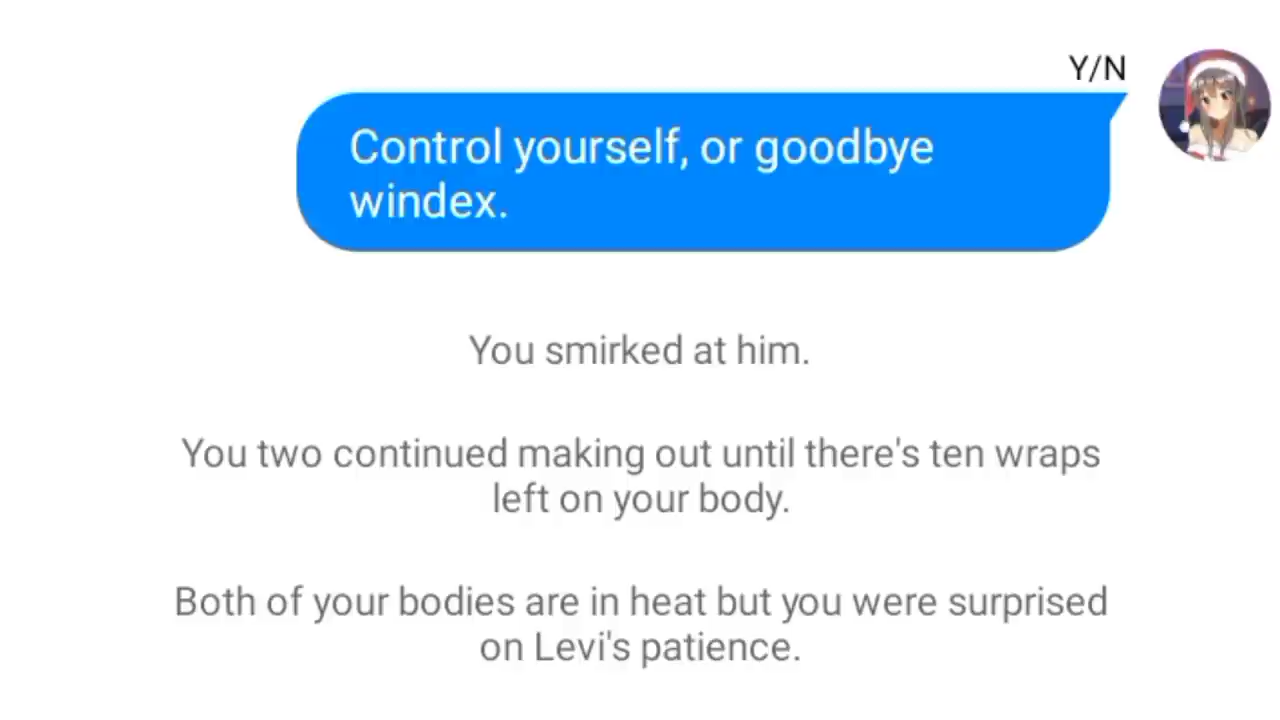 Y/N
Control yourself, or goodbye
windex.
You smirked at him.
You two continued making out until there's ten wraps
left on your body.
Both of your bodies are in heat but you were surprised
on Levi's patience.